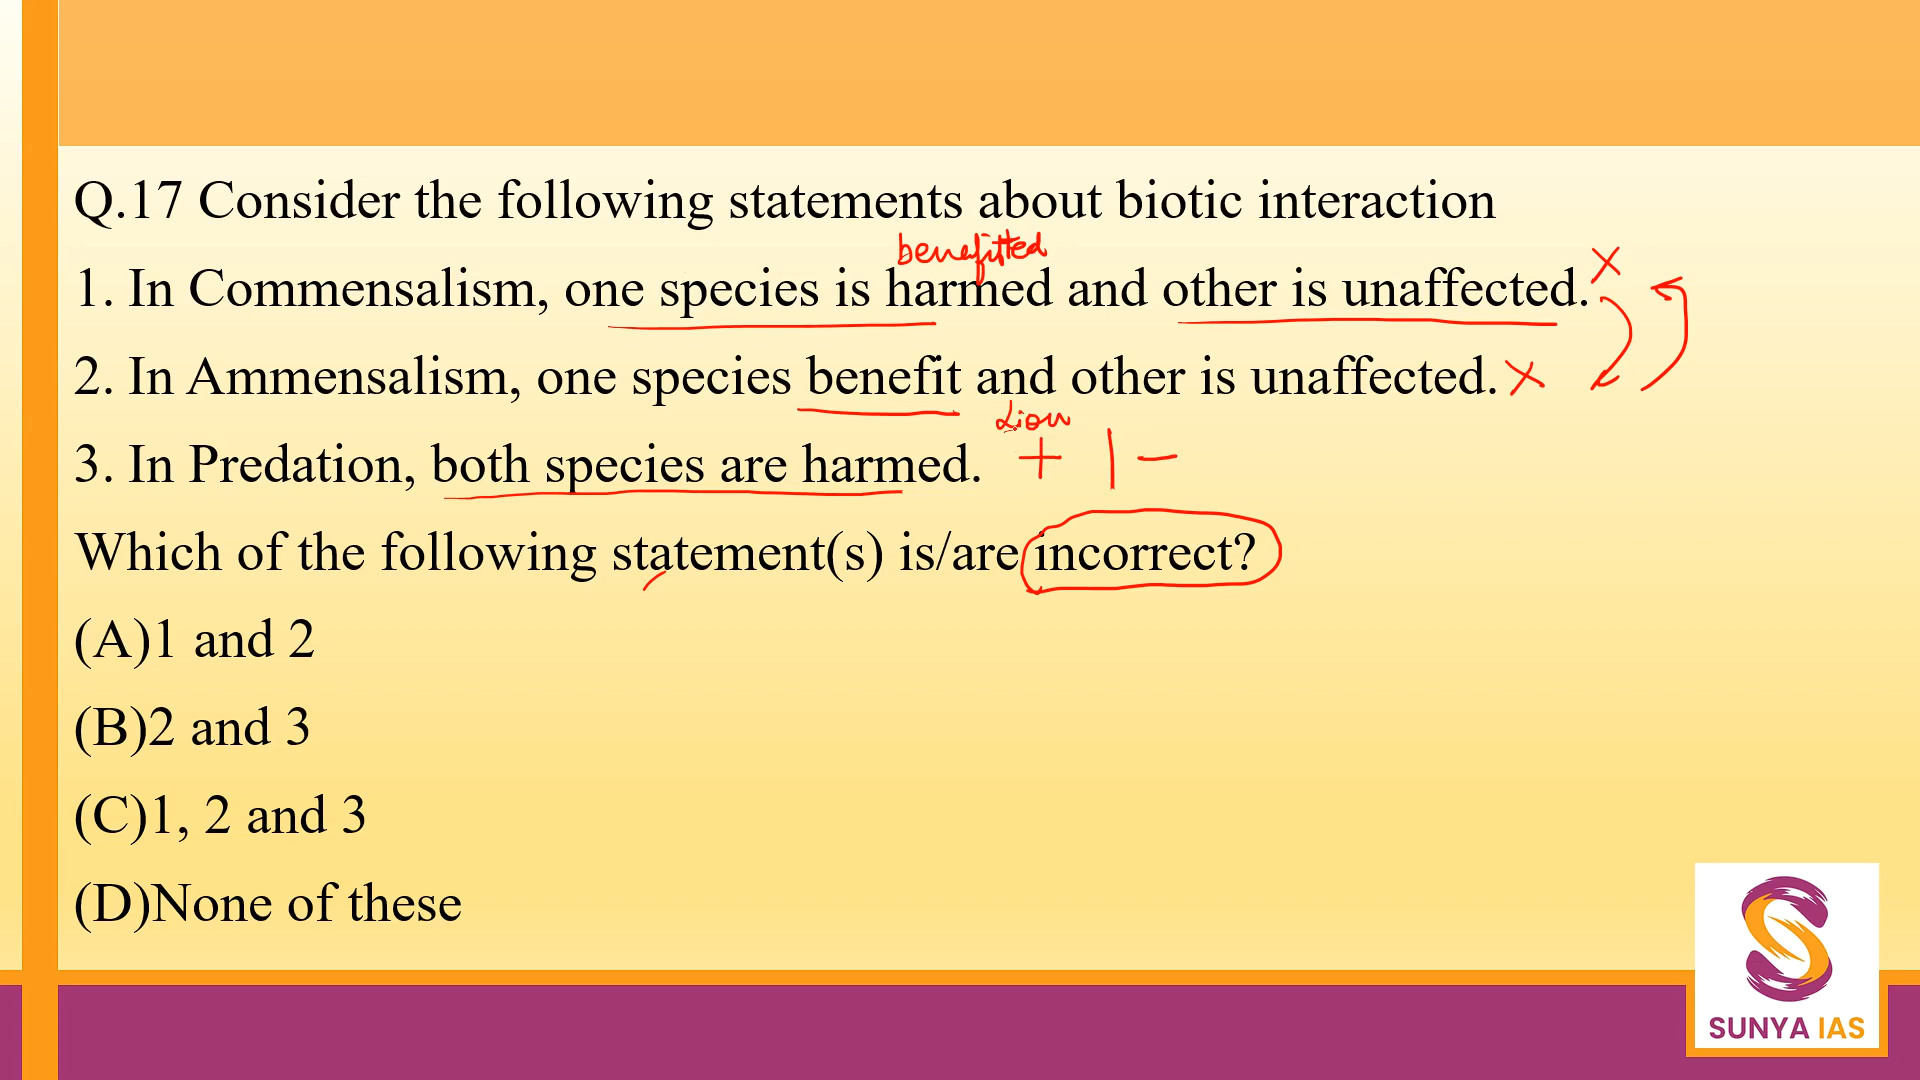 Q.17 Consider the following statements about biotic interaction
benefitted
1. In Commensalism, one species is harmed and other is unaffected. ×
2. In Ammensalism, one species benefit and other is unaffected. ×
Lion
3. In Predation, both species are harmed. + | -
Which of the following statement(s) is/are incorrect?
(A)1 and 2
(B)2 and 3
(C)1, 2 and 3
(D)None of these
SUNYA IAS